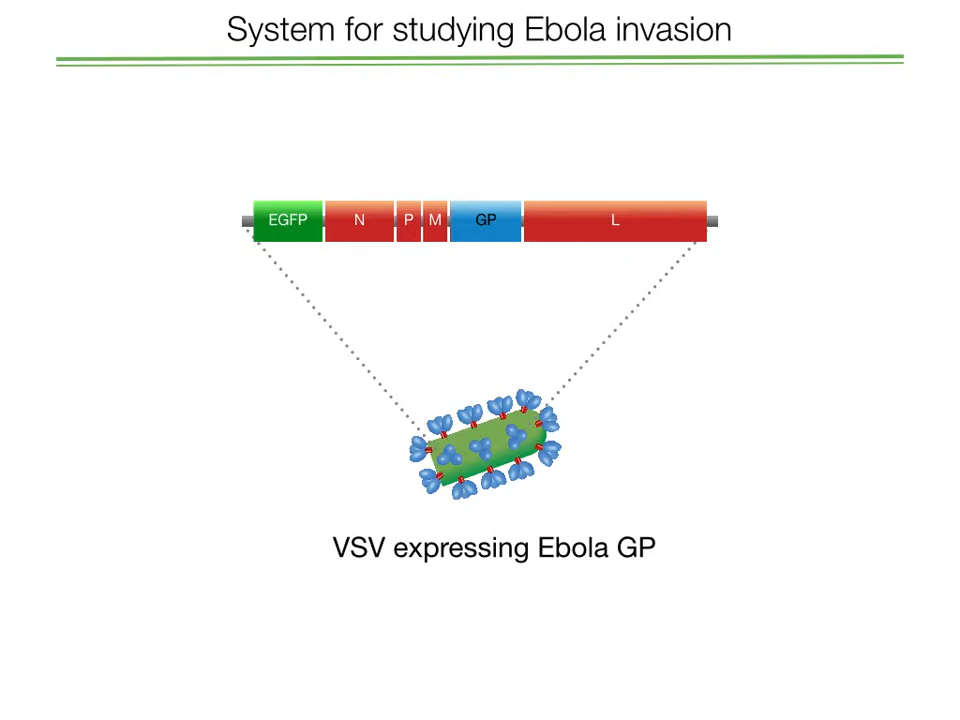 System for studying Ebola invasion
EGFP N P M GP L
VSV expressing Ebola GP